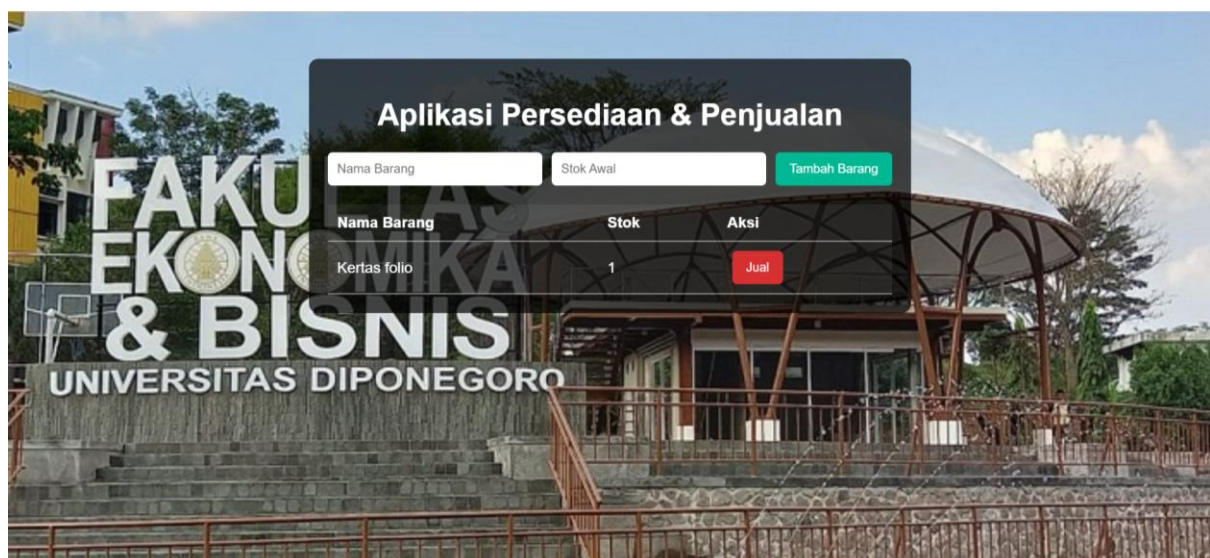 Aplikasi Persediaan & Penjualan
Nama Barang
Stok Awal
Tambah Barang
Nama Barang Stok Aksi
Kertas folio 1 Jual
FAKULTAS
EKONOMIKA
& BISNIS
UNIVERSITAS DIPONEGORO